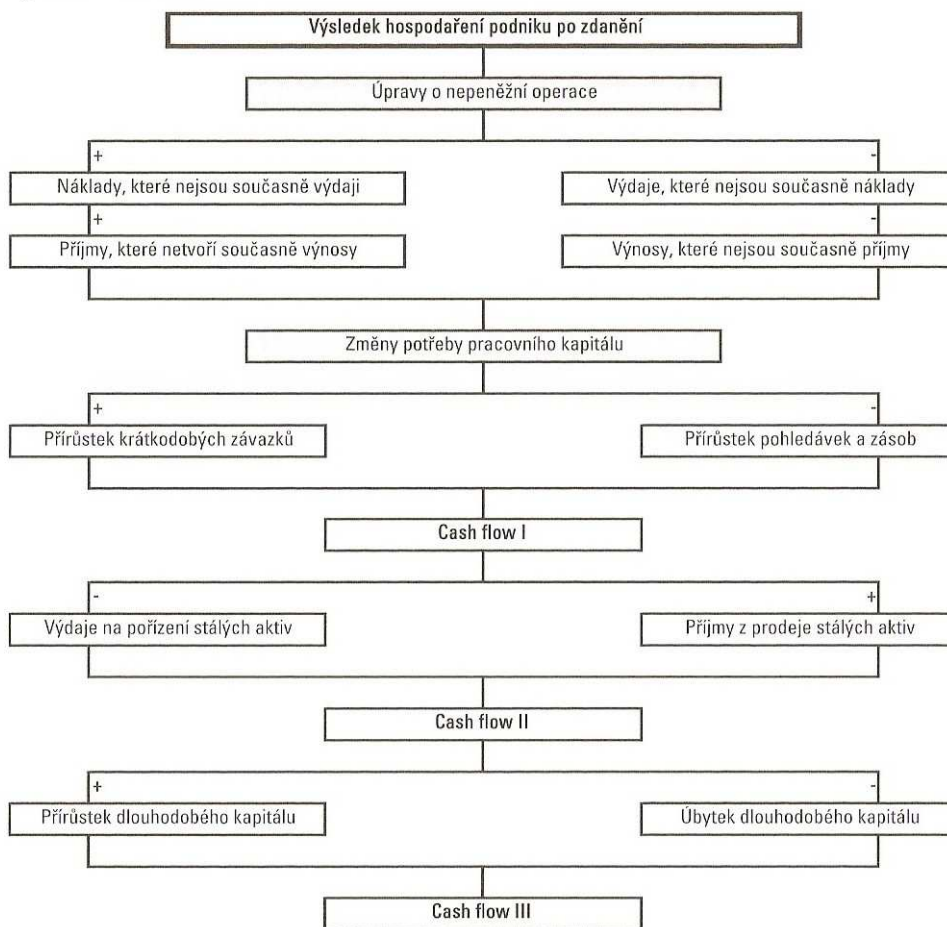 Výsledek hospodaření podniku po zdanění
Úpravy o nepeněžní operace
+ -
Náklady, které nejsou současně výdaji Výdaje, které nejsou současně náklady
+ -
Příjmy, které netvoří současně výnosy Výnosy, které nejsou současně příjmy
Změny potřeby pracovního kapitálu
+ -
Přírůstek krátkodobých závazků Přírůstek pohledávek a zásob
Cash flow I
- +
Výdaje na pořízení stálých aktiv Příjmy z prodeje stálých aktiv
Cash flow II
+ -
Přírůstek dlouhodobého kapitálu Úbytek dlouhodobého kapitálu
Cash flow III